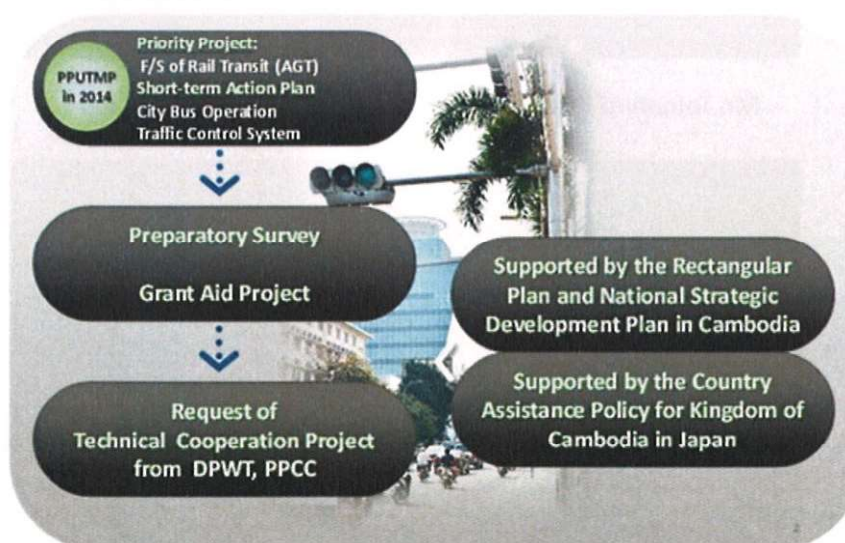 PPUTMP
in 2014
Priority Project:
F/S of Rail Transit (AGT)
Short-term Action Plan
City Bus Operation
Traffic Control System
Preparatory Survey
Grant Aid Project
Request of
Technical Cooperation Project
from DPWT, PPCC
Supported by the Rectangular
Plan and National Strategic
Development Plan in Cambodia
Supported by the Country
Assistance Policy for Kingdom of
Cambodia in Japan
2